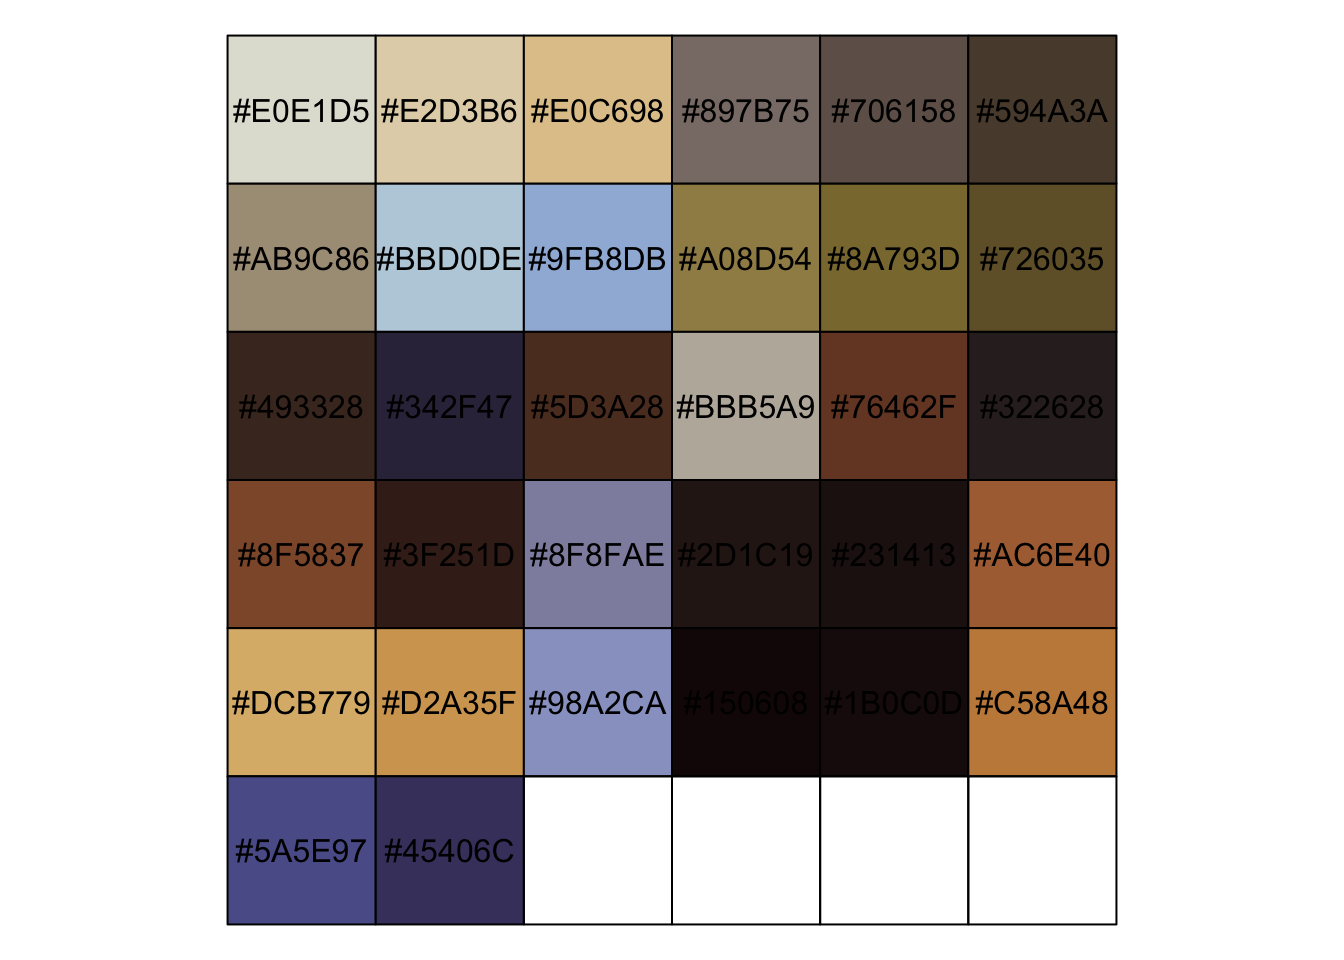 #E0E1D5 #E2D3B6 #E0C698 #897B75 #706158 #594A3A
#AB9C86 #BBD0DE #9FB8DB #A08D54 #8A793D #726035
#493328 #342F47 #5D3A28 #BBB5A9 #76462F #322628
#8F5837 #3F251D #8F8FAE #2D1C19 #231413 #AC6E40
#DCB779 #D2A35F #98A2CA #150608 #1B0C0D #C58A48
#5A5E97 #45406C